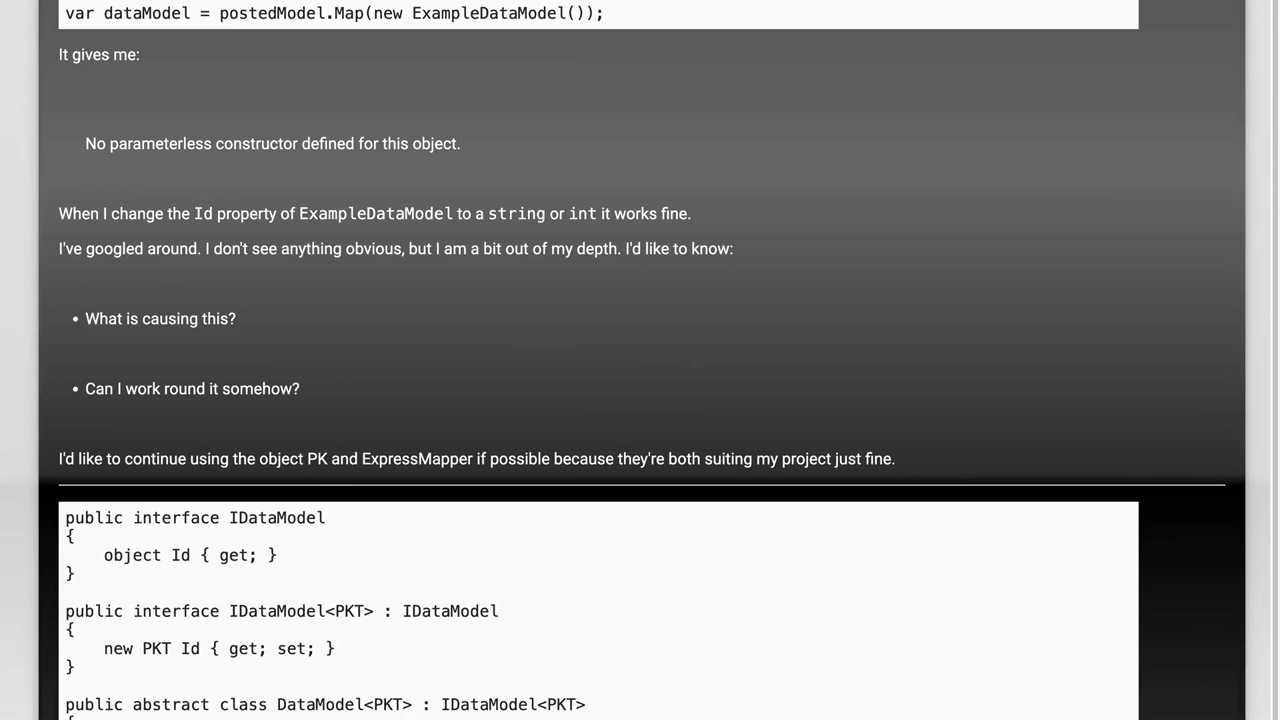 var dataModel = postedModel.Map(new ExampleDataModel());
It gives me:
No parameterless constructor defined for this object.
When I change the Id property of ExampleDataModel to a string or int it works fine.
I've googled around. I don't see anything obvious, but I am a bit out of my depth. I'd like to know:
• What is causing this?
• Can I work round it somehow?
I'd like to continue using the object PK and ExpressMapper if possible because they're both suiting my project just fine.
public interface IDataModel
{
    object Id { get; }
}
public interface IDataModel<PKT> : IDataModel
{
    new PKT Id { get; set; }
}
public abstract class DataModel<PKT> : IDataModel<PKT>
{